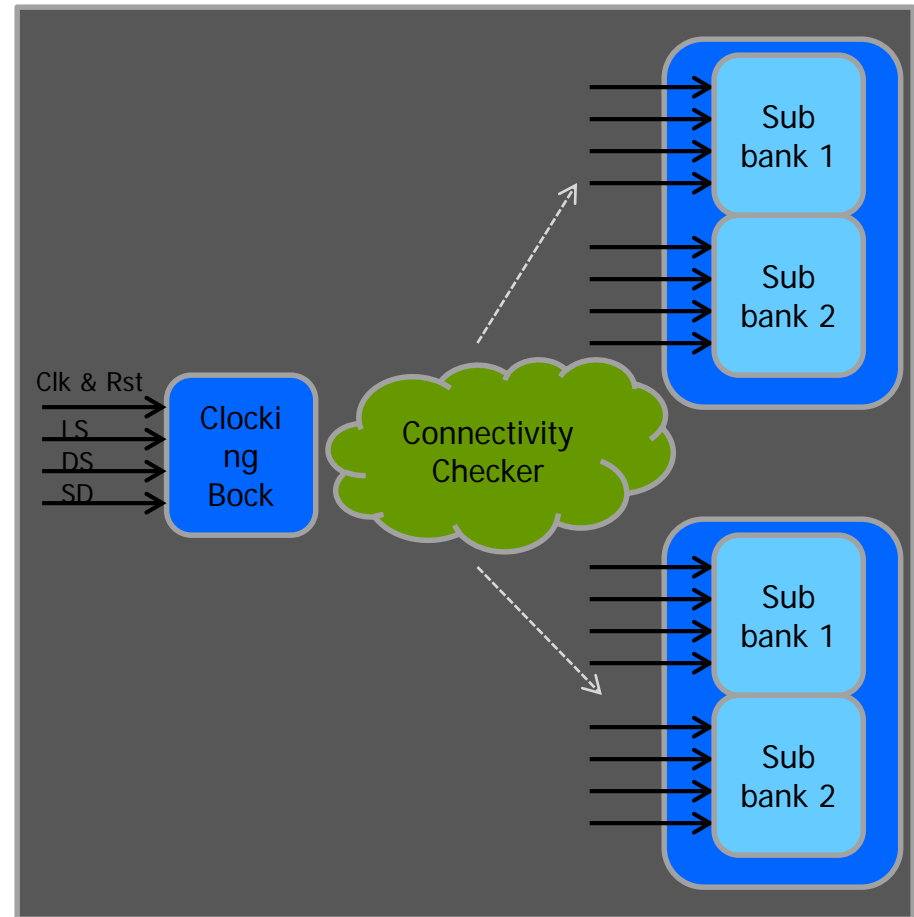 Sub
bank 1
Sub
bank 2
Clk & Rst
LS
DS
SD
Clocki
ng
Bock
Connectivity
Checker
Sub
bank 1
Sub
bank 2